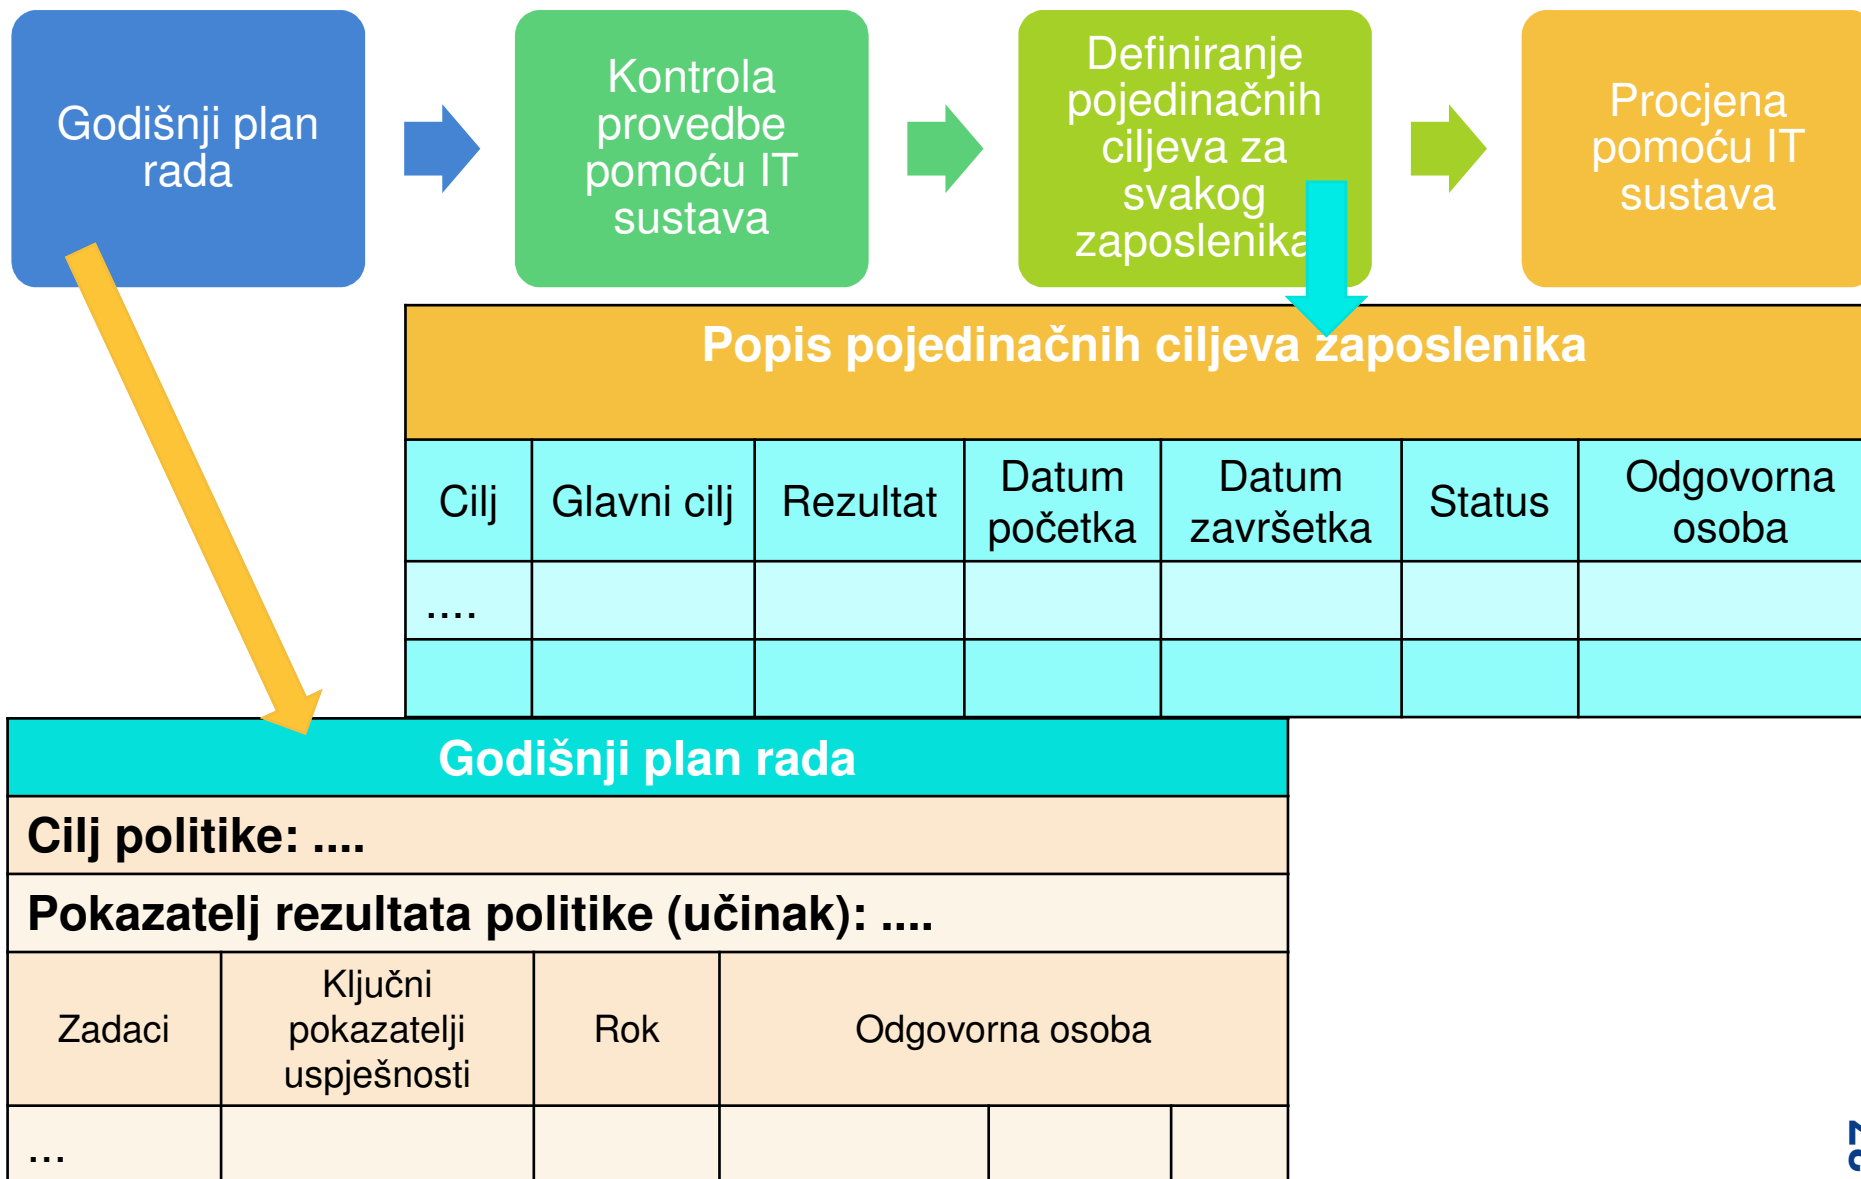 Godišnji plan
rada
Kontrola
provedbe
pomoću IT
sustava
Definiranje
pojedinačnih
ciljeva za
svakog
zaposlenika
Procjena
pomoću IT
sustava
Popis pojedinačnih ciljeva zaposlenika
Cilj
Glavni cilj
Rezultat
Datum
početka
Datum
završetka
Status
Odgovorna
osoba
....
Godišnji plan rada
Cilj politike: ....
Pokazatelj rezultata politike (učinak): ....
Zadaci
Ključni
pokazatelji
uspješnosti
Rok
Odgovorna osoba
...